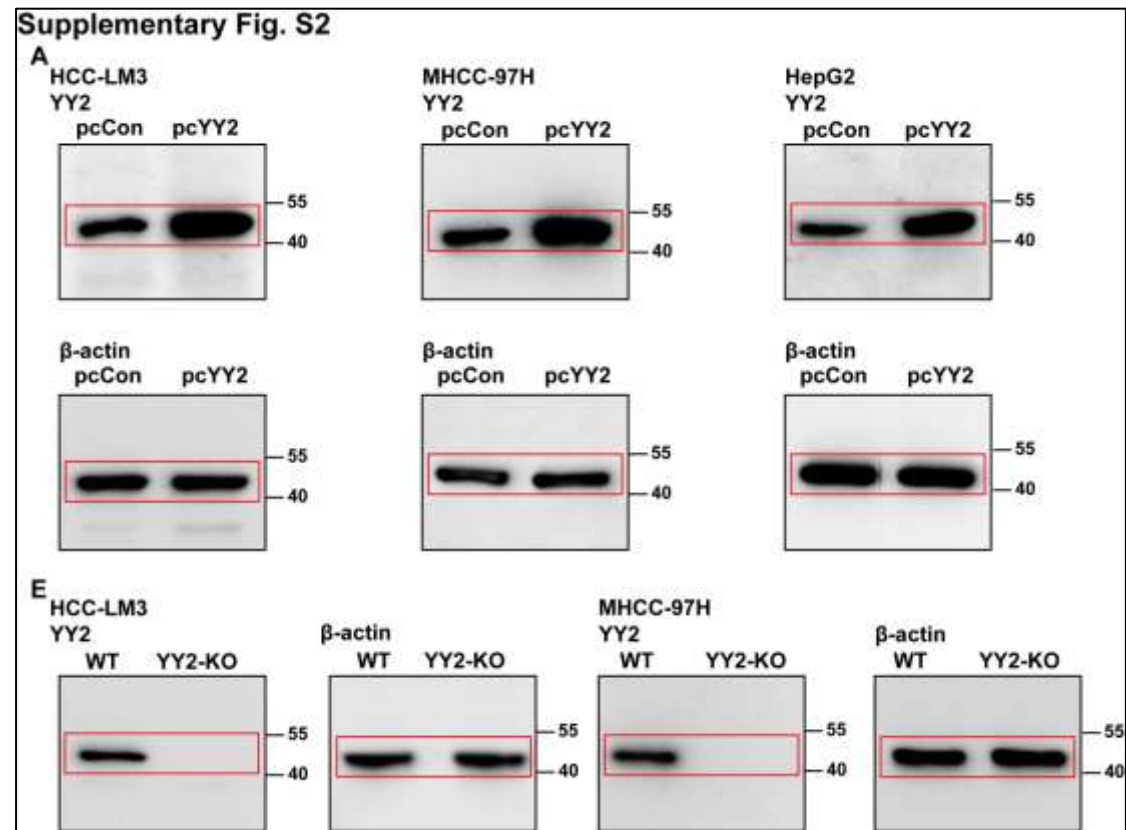 Supplementary Fig. S2
A
HCC-LM3 MHCC-97H HepG2
YY2 YY2 YY2
pcCon pcYY2 pcCon pcYY2 pcCon pcYY2
55 55 55
40 40 40
β-actin β-actin β-actin
pcCon pcYY2 pcCon pcYY2 pcCon pcYY2
55 55 55
40 40 40
E
HCC-LM3 MHCC-97H
YY2 β-actin YY2 β-actin
WT YY2-KO WT YY2-KO WT YY2-KO WT YY2-KO
55 55 55 55
40 40 40 40